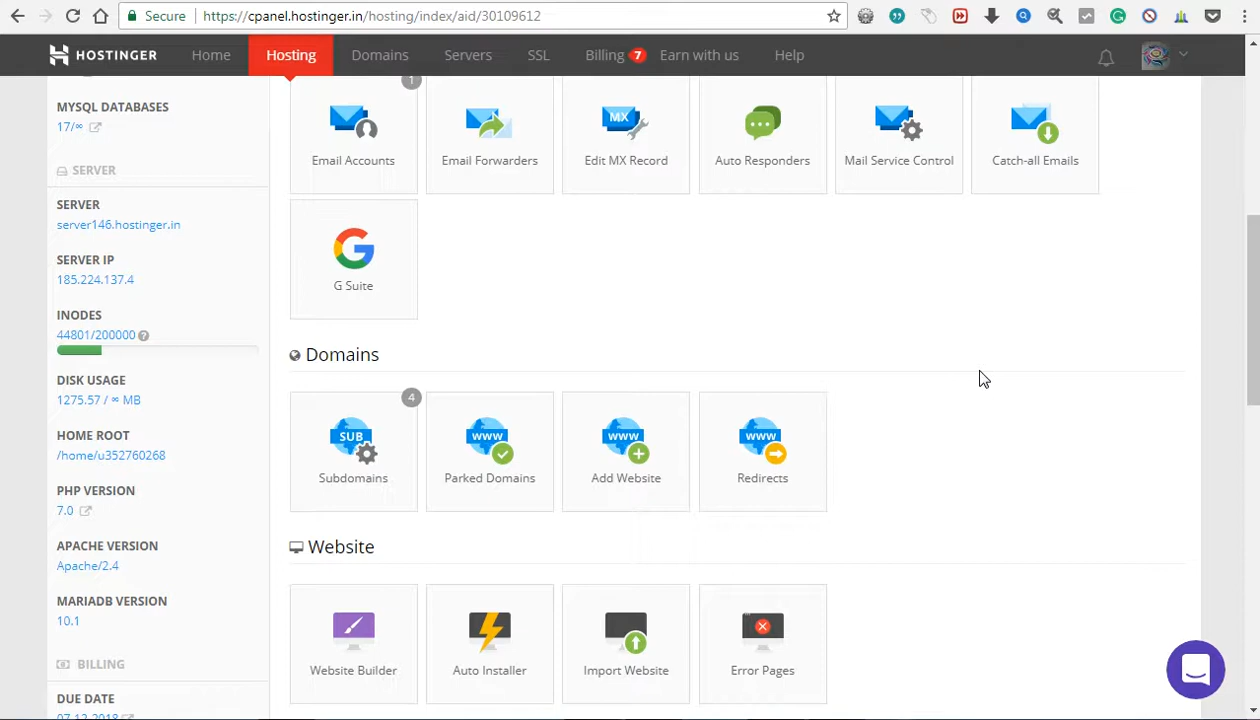 Secure https://cpanel.hostinger.in/hosting/index/aid/30109612
HOSTINGER Home Hosting Domains Servers SSL Billing 7 Earn with us Help
MYSQL DATABASES
17/∞
SERVER
SERVER
server146.hostinger.in
SERVER IP
185.224.137.4
INODES
44801/200000 ?
DISK USAGE
1275.57 / ∞ MB
HOME ROOT
/home/u352760268
PHP VERSION
7.0
APACHE VERSION
Apache/2.4
MARIADB VERSION
10.1
BILLING
DUE DATE
07.12.2018
1
MX
Email Accounts Email Forwarders Edit MX Record Auto Responders Mail Service Control Catch-all Emails
G
G Suite
Domains
4
SUB WWW WWW WWW
Subdomains Parked Domains Add Website Redirects
Website
Website Builder Auto Installer Import Website Error Pages